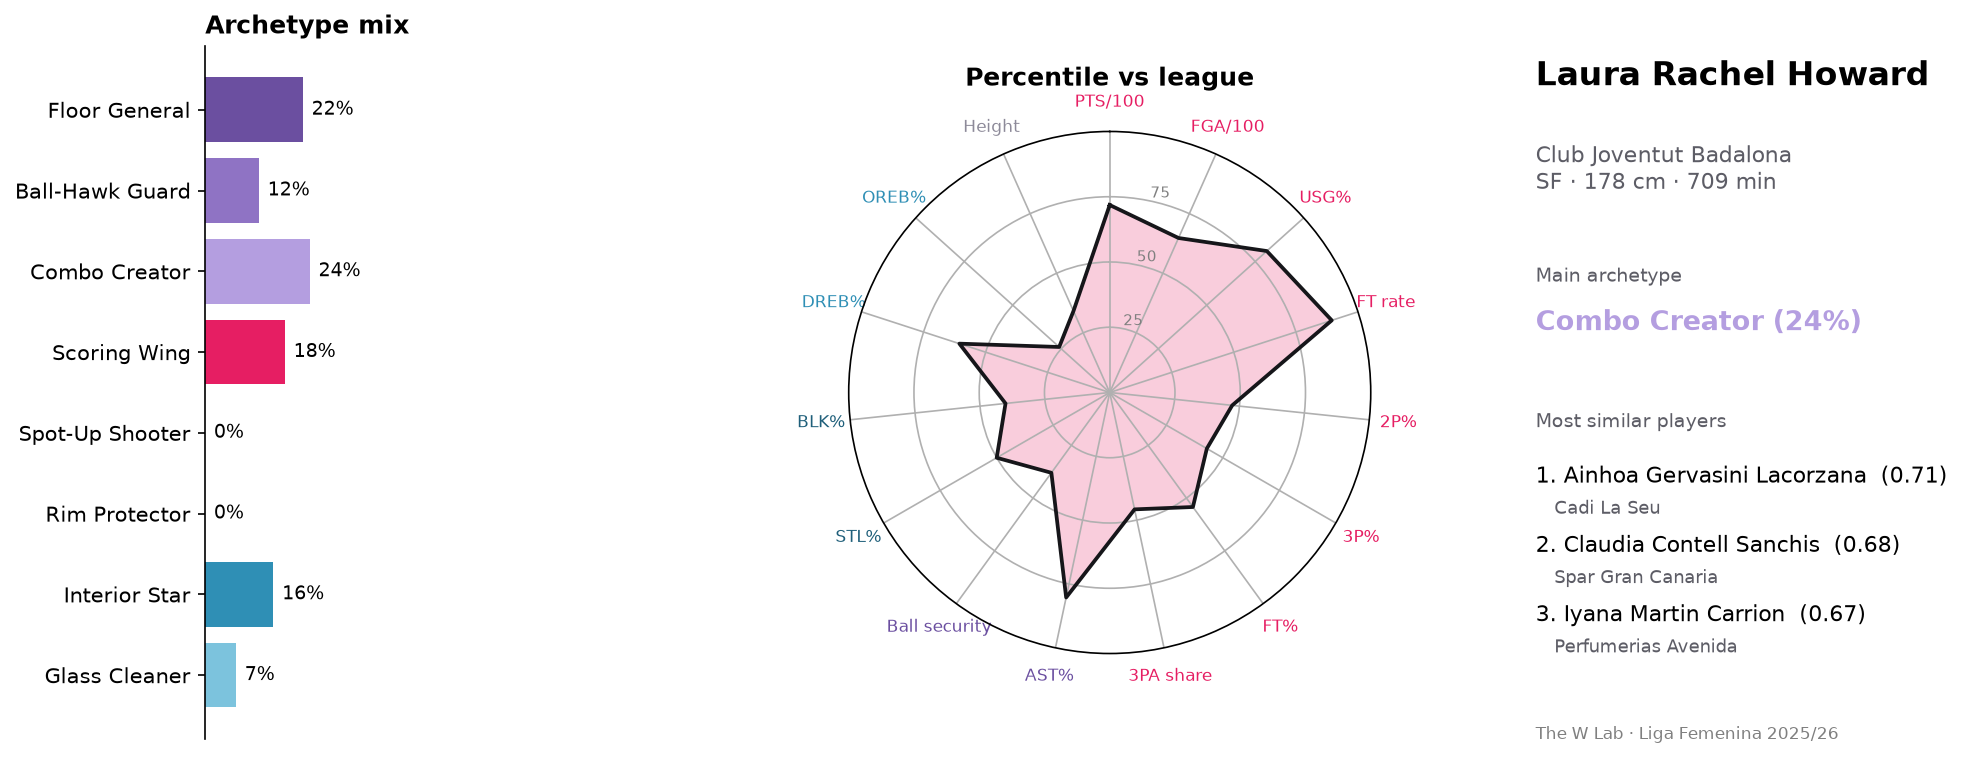 Archetype mix
Floor General
22%
Ball-Hawk Guard
12%
Combo Creator
24%
Scoring Wing
18%
Spot-Up Shooter
0%
Rim Protector
0%
Interior Star
16%
Glass Cleaner
7%
Percentile vs league
PTS/100
FGA/100
USG%
FT rate
2P%
3P%
FT%
3PA share
AST%
Ball security
STL%
BLK%
DREB%
OREB%
Height
75
50
25
Laura Rachel Howard
Club Joventut Badalona
SF · 178 cm · 709 min
Main archetype
Combo Creator (24%)
Most similar players
1. Ainhoa Gervasini Lacorzana (0.71)
Cadi La Seu
2. Claudia Contell Sanchis (0.68)
Spar Gran Canaria
3. Iyana Martin Carrion (0.67)
Perfumerias Avenida
The W Lab · Liga Femenina 2025/26